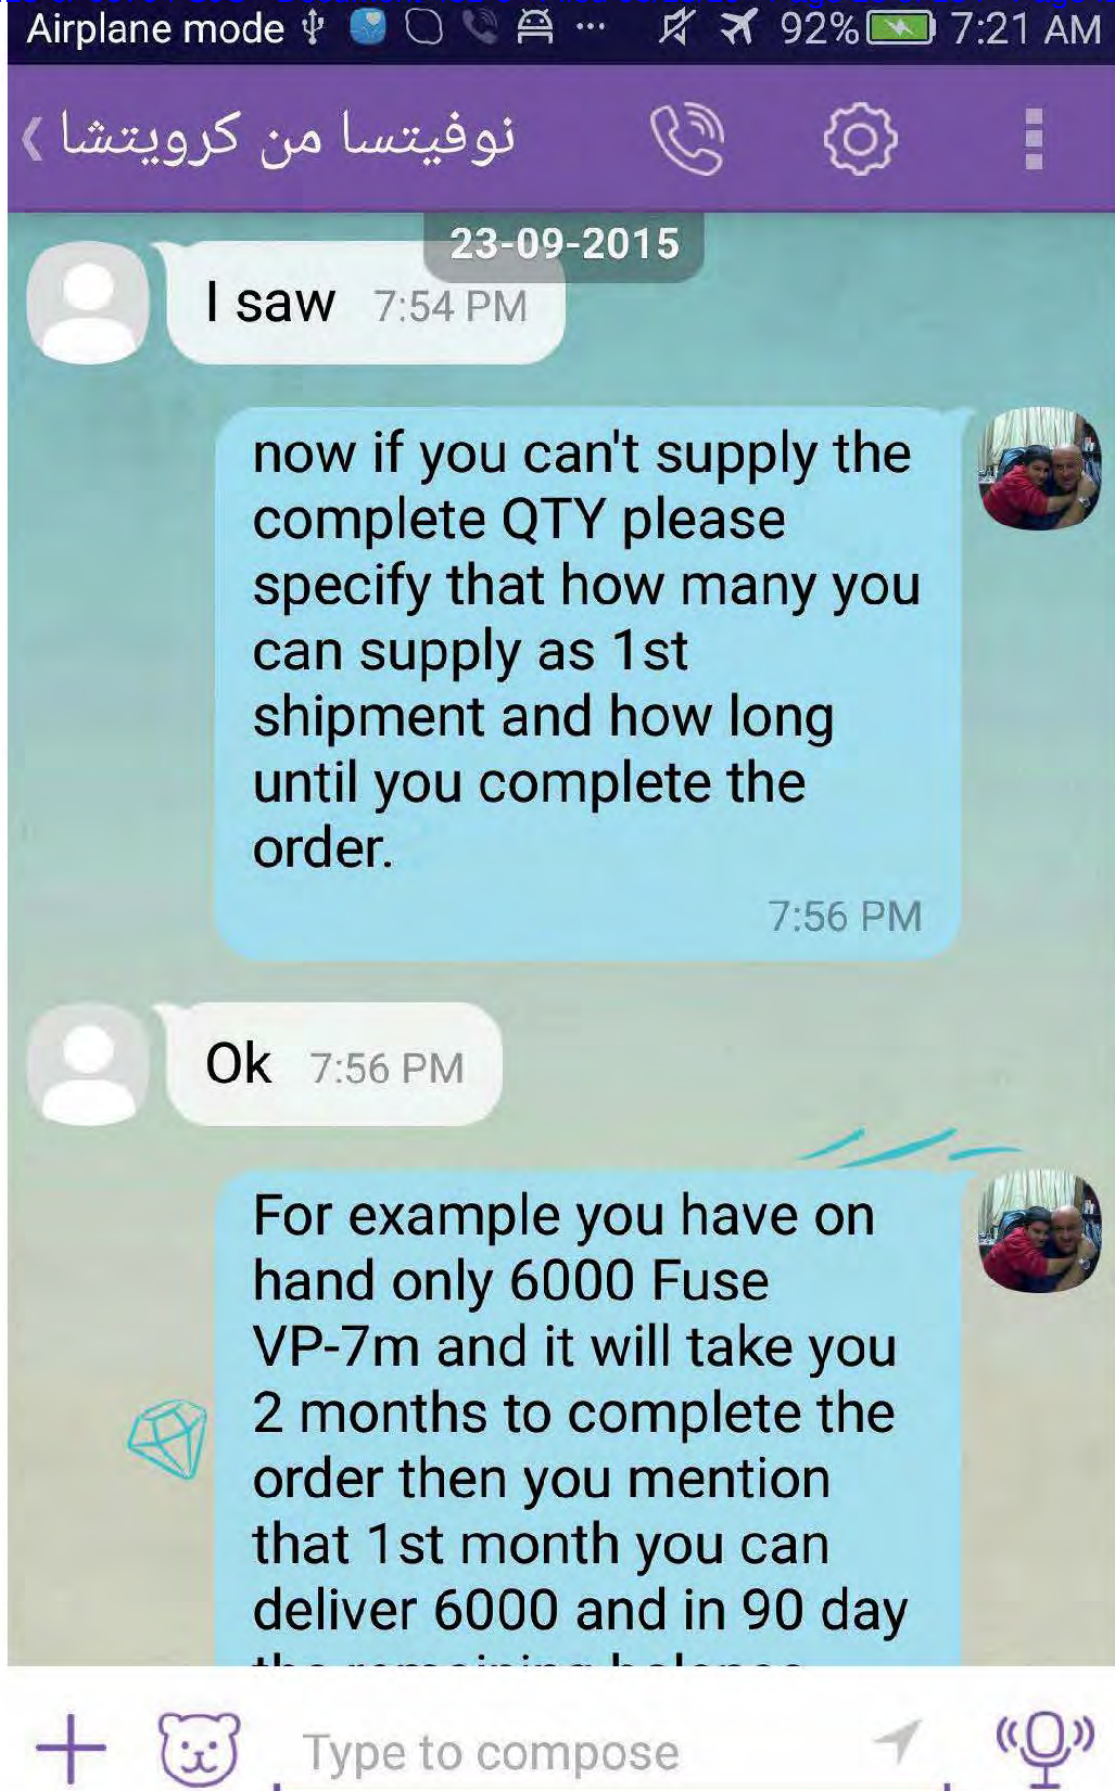 Airplane mode 92% 7:21 AM
نوفيتسا من كرويتشا
23-09-2015
I saw 7:54 PM
now if you can't supply the
complete QTY please
specify that how many you
can supply as 1st
shipment and how long
until you complete the
order.
7:56 PM
Ok 7:56 PM
For example you have on
hand only 6000 Fuse
VP-7m and it will take you
2 months to complete the
order then you mention
that 1st month you can
deliver 6000 and in 90 day
the remaining balance
Type to compose